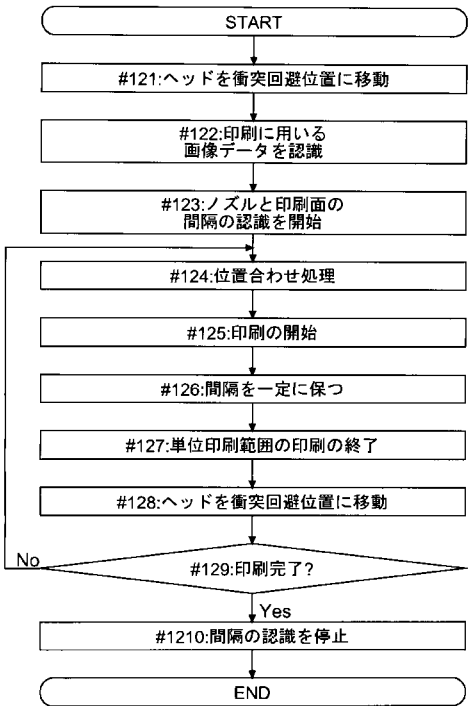 START
#121:ヘッドを衝突回避位置に移動
#122:印刷に用いる
画像データを認識
#123:ノズルと印刷面の
間隔の認識を開始
#124:位置合わせ処理
#125:印刷の開始
#126:間隔を一定に保つ
#127:単位印刷範囲の印刷の終了
#128:ヘッドを衝突回避位置に移動
No
#129:印刷完了?
Yes
#1210:間隔の認識を停止
END